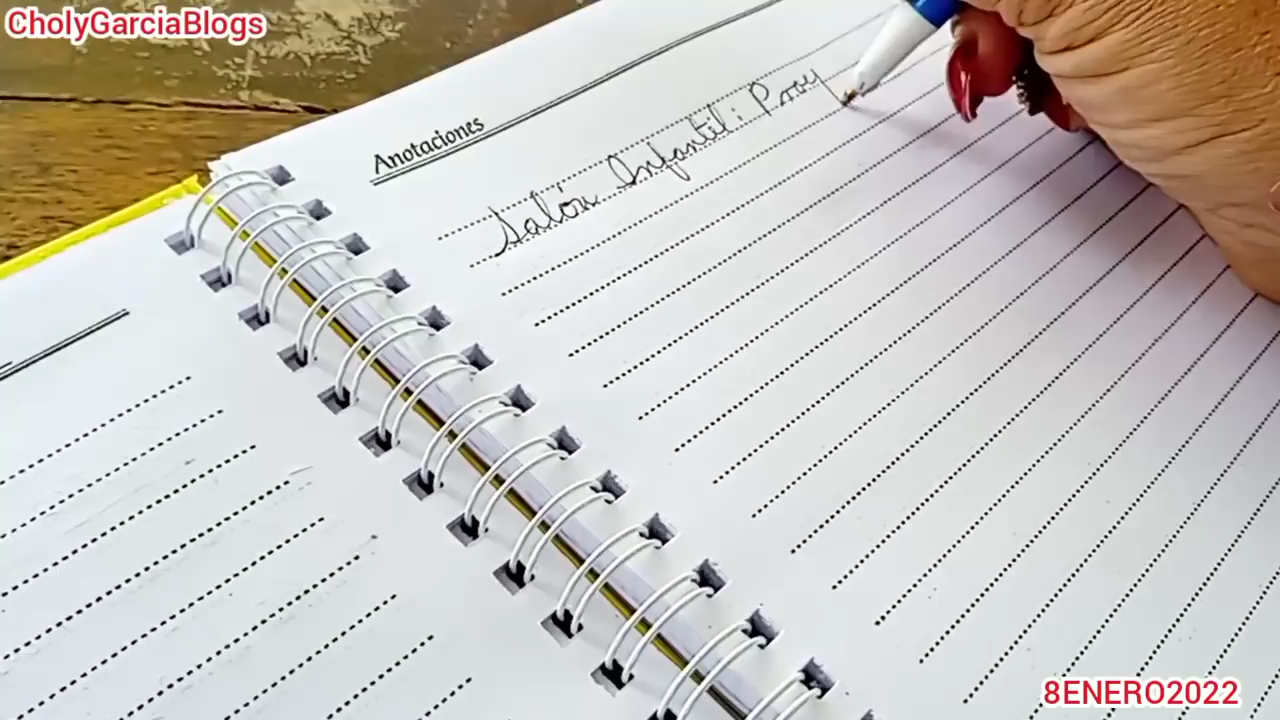 CholyGarciaBlogs
Anotaciones
Salón Infantil: Proy
8ENERO2022